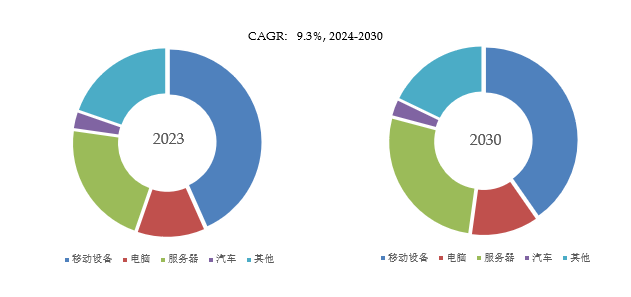 CAGR: 9.3%, 2024-2030
2023
2030
移动设备 电脑 服务器 汽车 其他
移动设备 电脑 服务器 汽车 其他